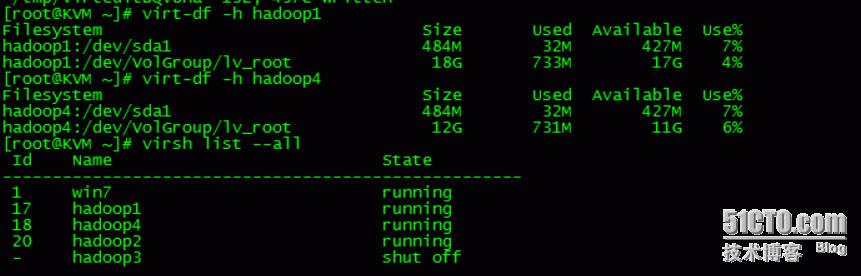 [root@KVM ~]# virt-df -h hadoop1
Filesystem Size Used Available Use%
hadoop1:/dev/sda1 484M 32M 427M 7%
hadoop1:/dev/VolGroup/lv_root 18G 733M 17G 4%
[root@KVM ~]# virt-df -h hadoop4
Filesystem Size Used Available Use%
hadoop4:/dev/sda1 484M 32M 427M 7%
hadoop4:/dev/VolGroup/lv_root 12G 731M 11G 6%
[root@KVM ~]# virsh list --all
Id Name State
----------------------------------------------------
1 win7 running
17 hadoop1 running
18 hadoop4 running
20 hadoop2 running
- hadoop3 shut off
51CTO.com
技术博客 Blog